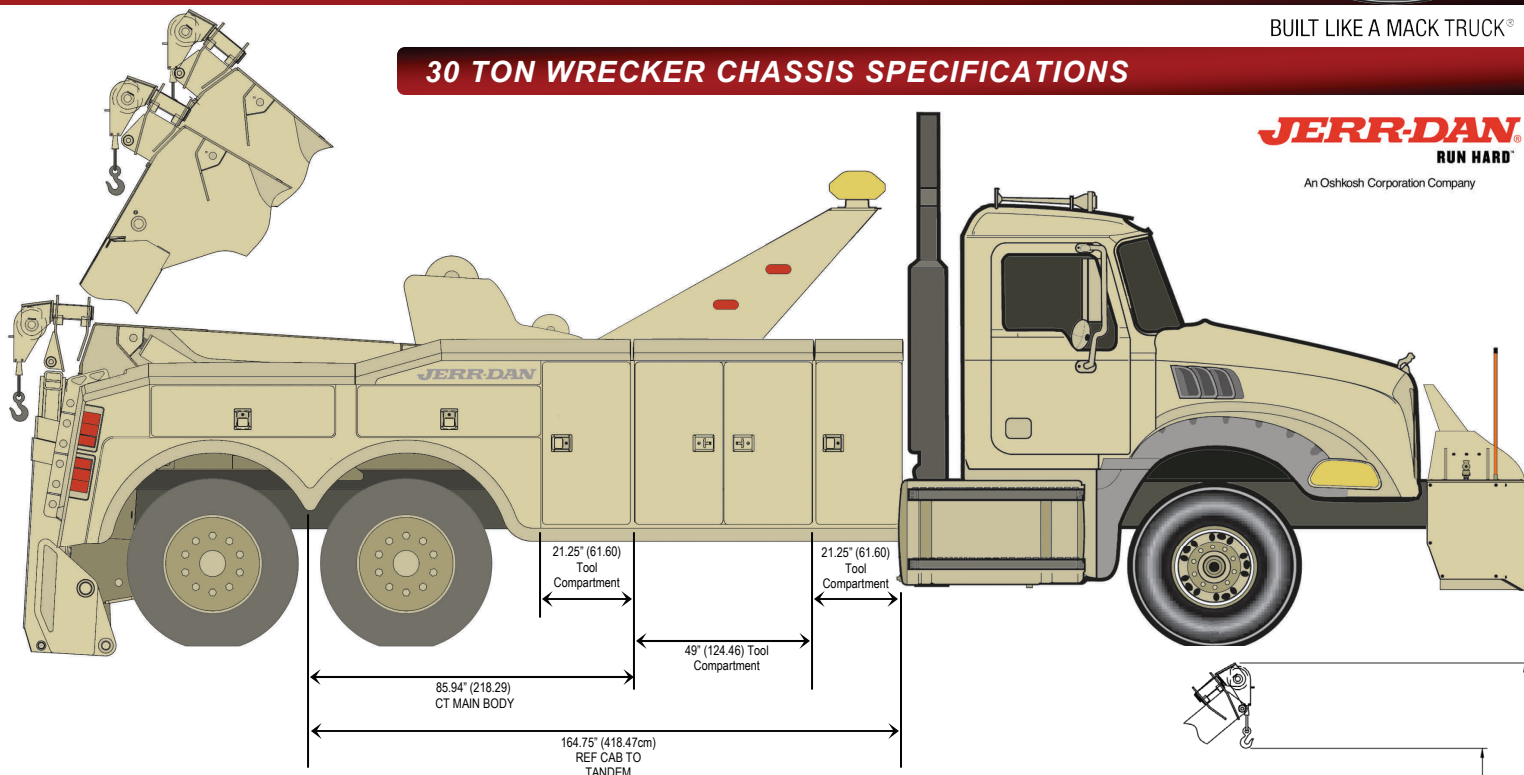 BUILT LIKE A MACK TRUCK®
30 TON WRECKER CHASSIS SPECIFICATIONS
JERR-DAN®
RUN HARD™
An Oshkosh Corporation Company
JERR-DAN
21.25" (61.60)
Tool
Compartment
21.25" (61.60)
Tool
Compartment
49" (124.46) Tool
Compartment
85.94" (218.29)
CT MAIN BODY
164.75" (418.47cm)
REF CAB TO
TANDEM